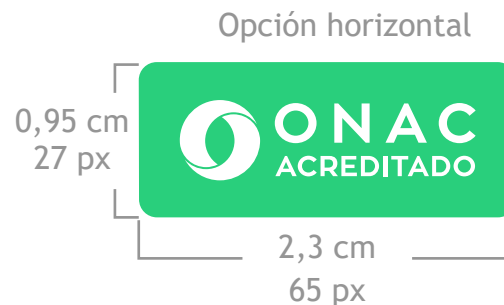 Opción horizontal
0,95 cm
27 px
ONAC
ACREDITADO
2,3 cm
65 px